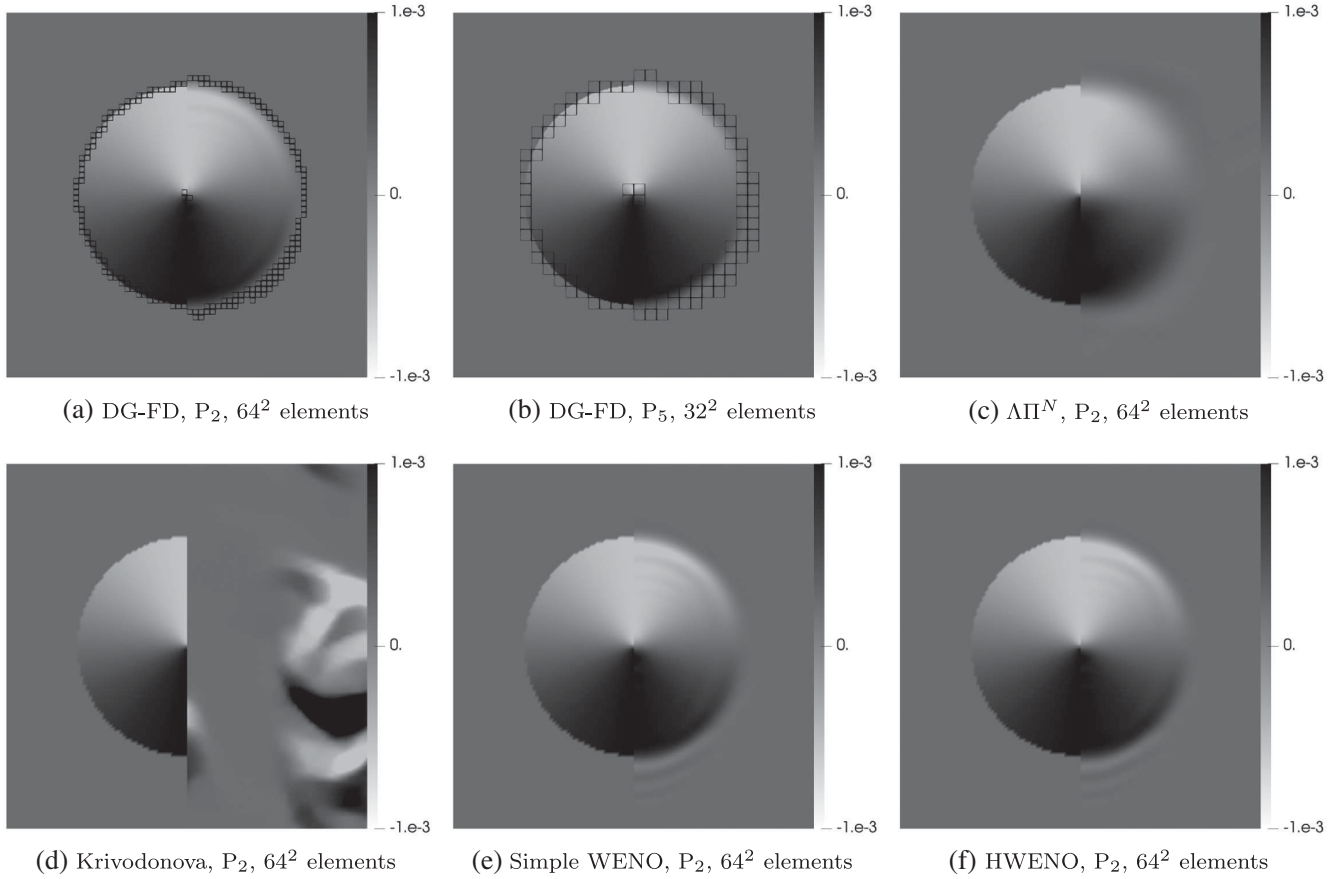 1.e-3
0.
-1.e-3
(a) DG-FD, P₂, 64² elements
1.e-3
0.
-1.e-3
(b) DG-FD, P₅, 32² elements
1.e-3
0.
-1.e-3
(c) ΛΠᴺ, P₂, 64² elements
1.e-3
0.
-1.e-3
(d) Krivodonova, P₂, 64² elements
1.e-3
0.
-1.e-3
(e) Simple WENO, P₂, 64² elements
1.e-3
0.
-1.e-3
(f) HWENO, P₂, 64² elements